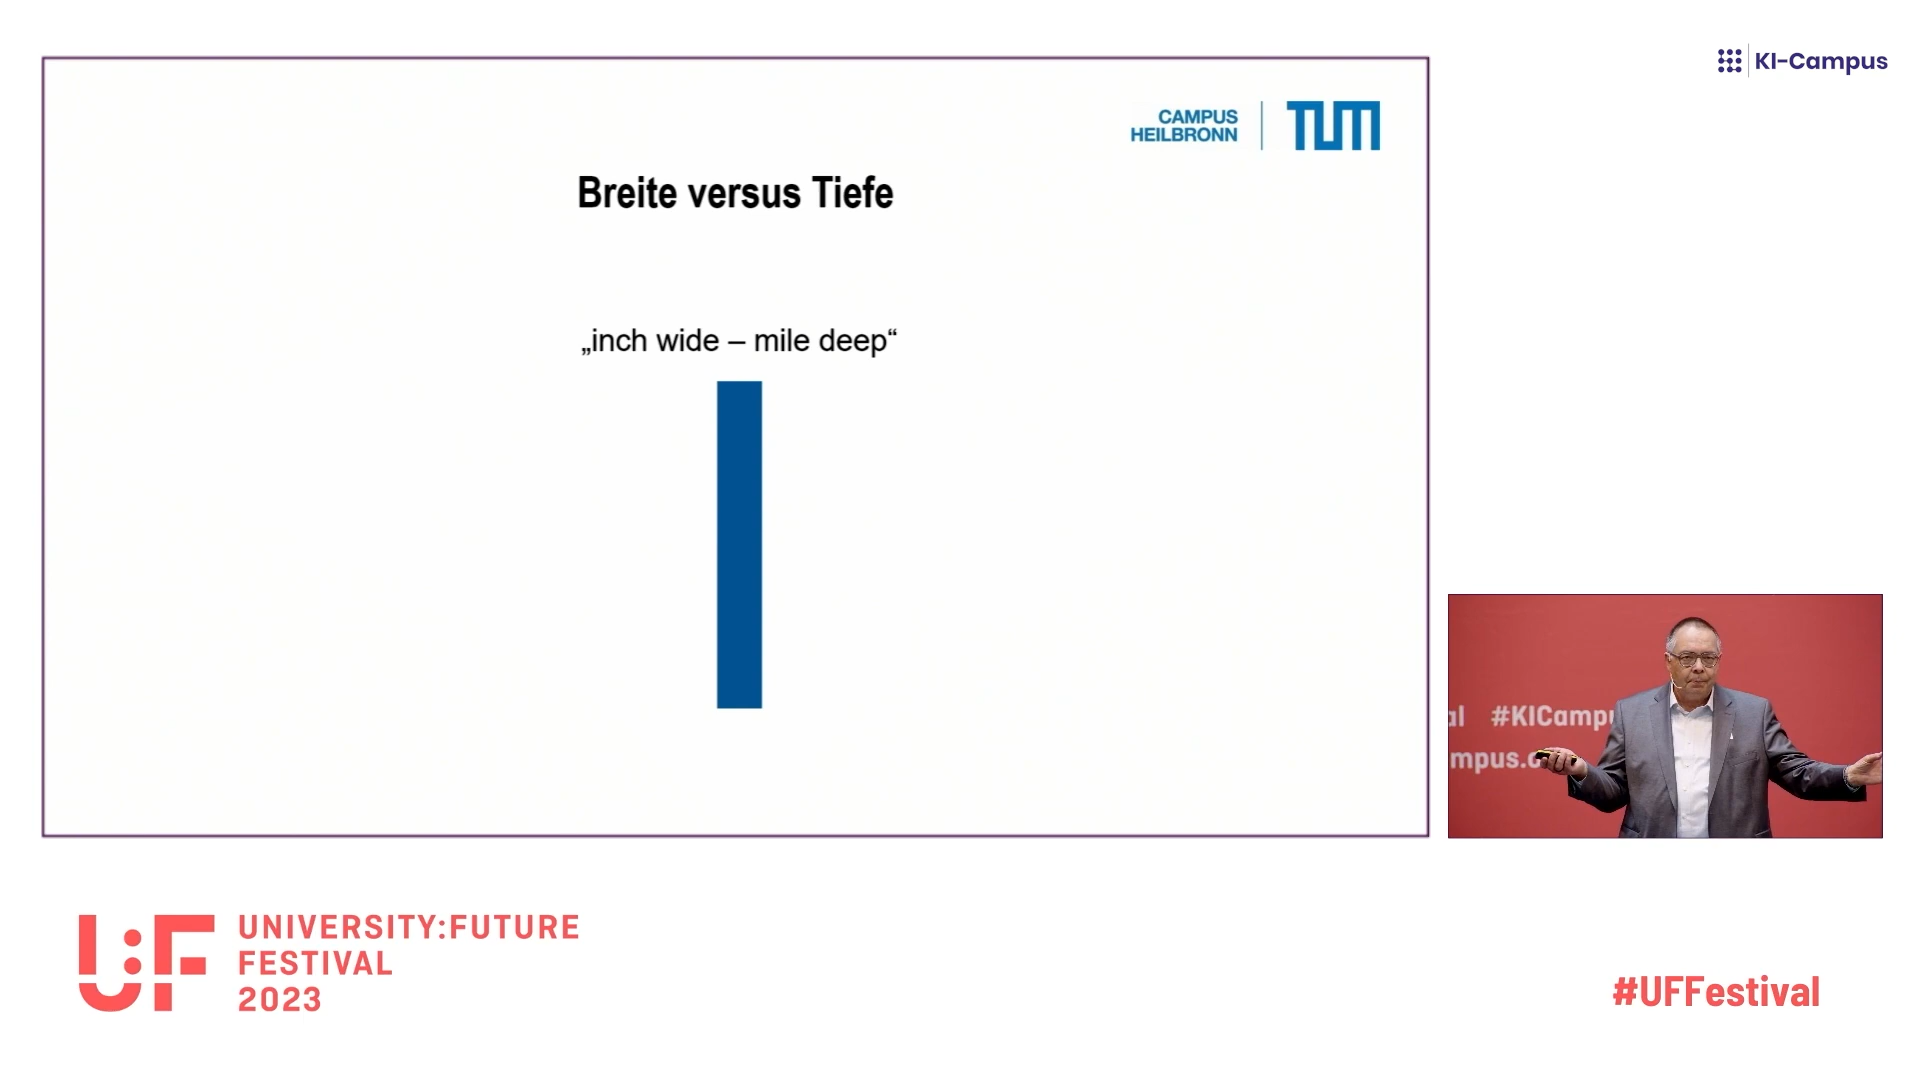 KI-Campus
CAMPUS
HEILBRONN
TUM
Breite versus Tiefe
„inch wide – mile deep“
al #KICampu
mpus.o
U:F
UNIVERSITY:FUTURE
FESTIVAL
2023
#UFFestival